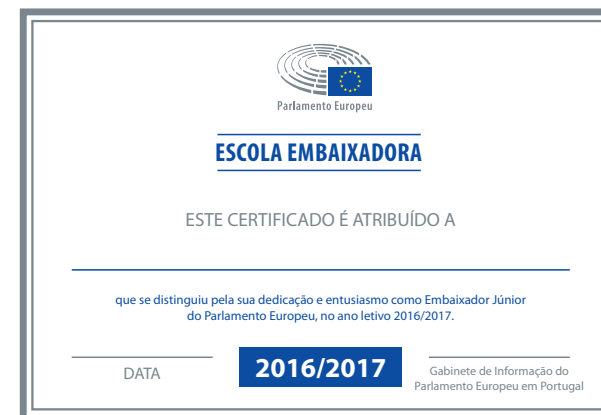 Parlamento Europeu
ESCOLA EMBAIXADORA
ESTE CERTIFICADO É ATRIBUÍDO A
que se distinguiu pela sua dedicação e entusiasmo como Embaixador Júnior
do Parlamento Europeu, no ano letivo 2016/2017.
DATA
2016/2017
Gabinete de Informação do
Parlamento Europeu em Portugal